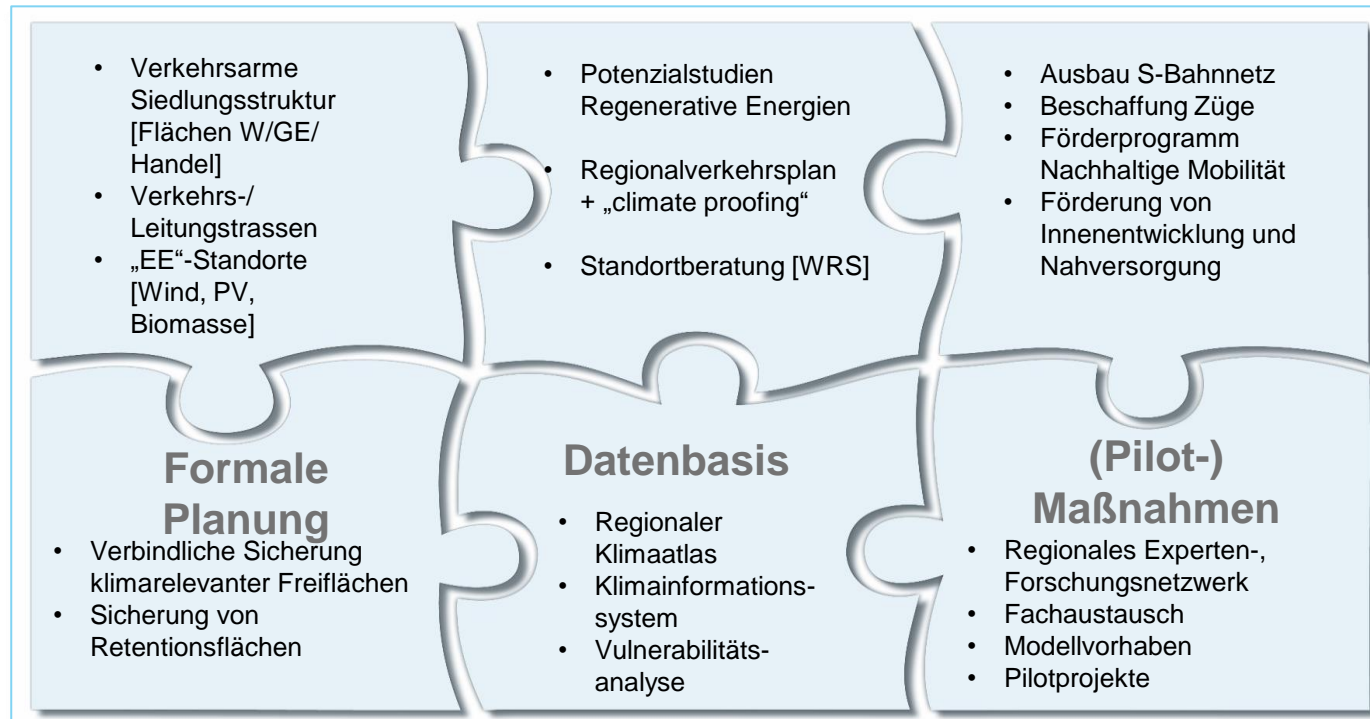 • Verkehrsarme
Siedlungsstruktur
[Flächen W/GE/
Handel]
• Verkehrs-/
Leitungstrassen
• „EE“-Standorte
[Wind, PV,
Biomasse]
• Potenzialstudien
Regenerative Energien
• Regionalverkehrsplan
+ „climate proofing“
• Standortberatung [WRS]
• Ausbau S-Bahnnetz
• Beschaffung Züge
• Förderprogramm
Nachhaltige Mobilität
• Förderung von
Innenentwicklung und
Nahversorgung
Formale
Planung
• Verbindliche Sicherung
klimarelevanter Freiflächen
• Sicherung von
Retentionsflächen
Datenbasis
• Regionaler
Klimaatlas
• Klimainformations-
system
• Vulnerabilitäts-
analyse
(Pilot-)
Maßnahmen
• Regionales Experten-,
Forschungsnetzwerk
• Fachaustausch
• Modellvorhaben
• Pilotprojekte